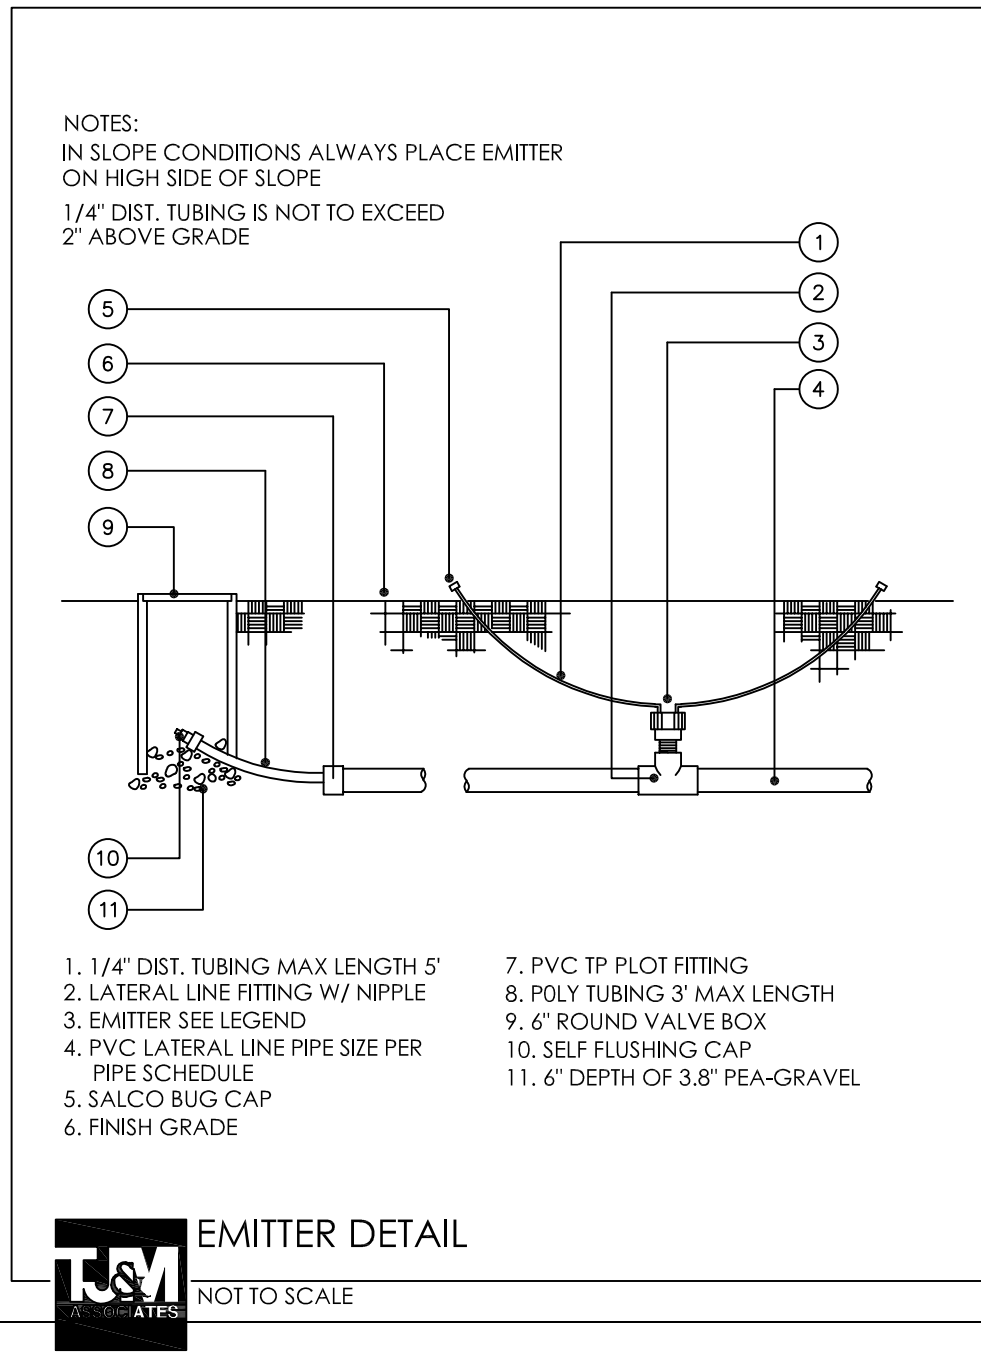 NOTES:
IN SLOPE CONDITIONS ALWAYS PLACE EMITTER
ON HIGH SIDE OF SLOPE
1/4" DIST. TUBING IS NOT TO EXCEED
2" ABOVE GRADE
1
2
3
4
5
6
7
8
9
10
11
1. 1/4" DIST. TUBING MAX LENGTH 5'
2. LATERAL LINE FITTING W/ NIPPLE
3. EMITTER SEE LEGEND
4. PVC LATERAL LINE PIPE SIZE PER
PIPE SCHEDULE
5. SALCO BUG CAP
6. FINISH GRADE
7. PVC TP PLOT FITTING
8. P0LY TUBING 3' MAX LENGTH
9. 6" ROUND VALVE BOX
10. SELF FLUSHING CAP
11. 6" DEPTH OF 3.8" PEA-GRAVEL
EMITTER DETAIL
NOT TO SCALE
TJ&M
ASSOCIATES